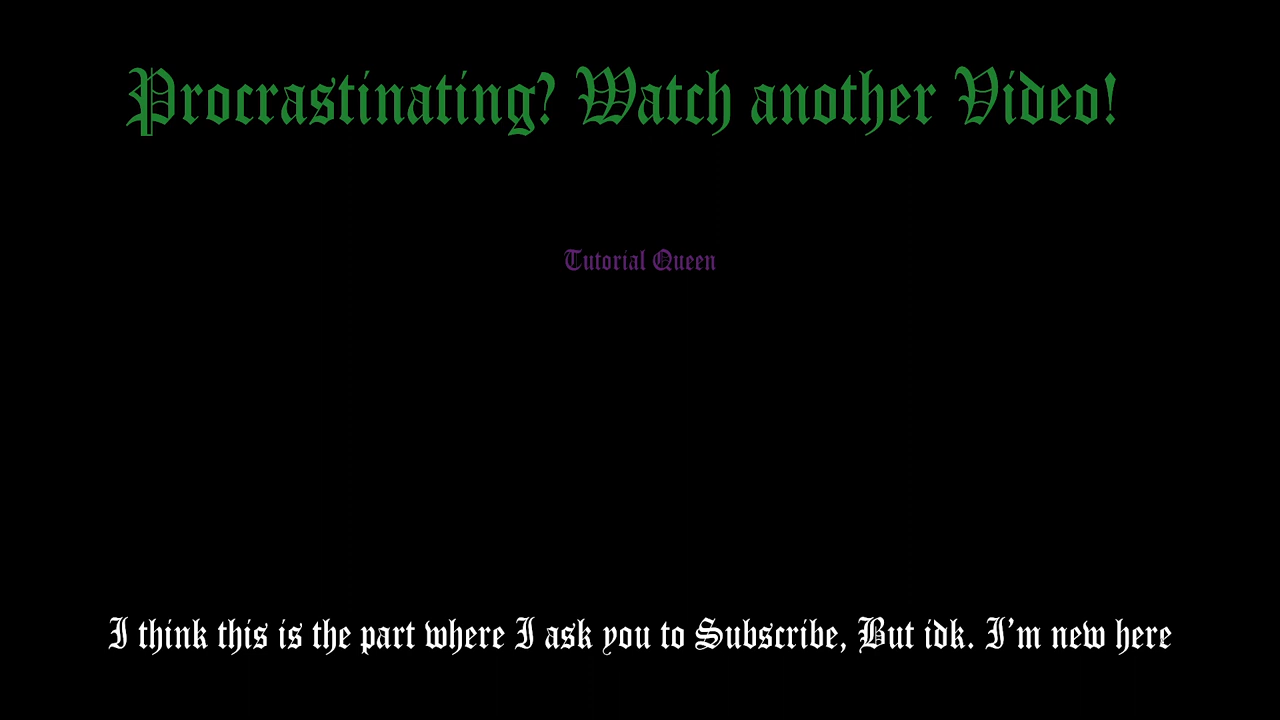 Procrastinating? Watch another Video!
Tutorial Queen
I think this is the part where I ask you to Subscribe, But idk. I'm new here